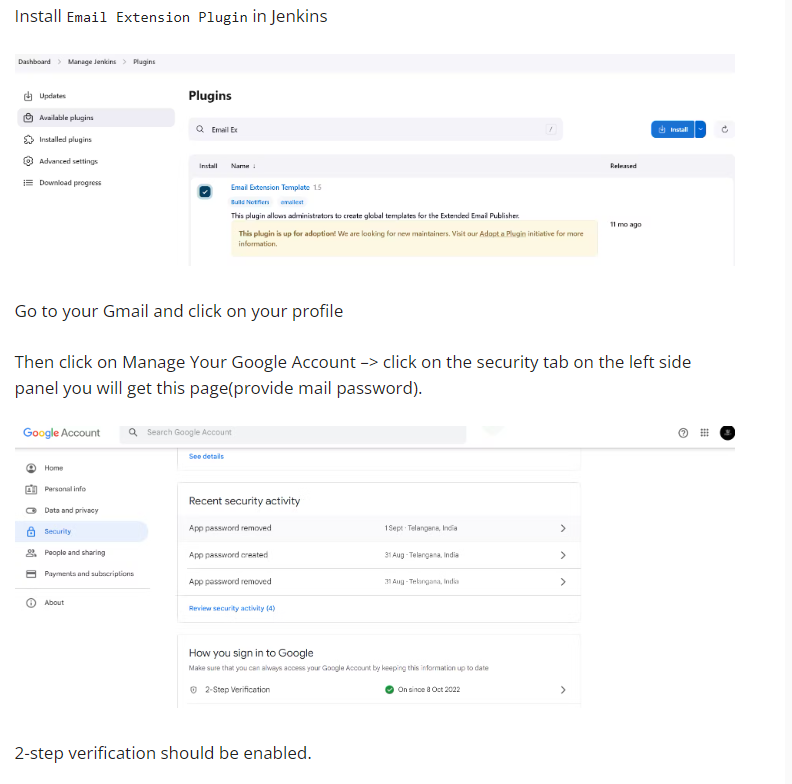 Install Email Extension Plugin in Jenkins
Dashboard > Manage Jenkins > Plugins
Updates
Available plugins
Installed plugins
Advanced settings
Download progress
Plugins
Email Ex
/
Install
Install Name ↓ Released
Email Extension Template 1.5
Build Notifiers emailext
This plugin allows administrators to create global templates for the Extended Email Publisher.
This plugin is up for adoption! We are looking for new maintainers. Visit our Adopt a Plugin initiative for more
information.
11 mo ago
Go to your Gmail and click on your profile
Then click on Manage Your Google Account –> click on the security tab on the left side
panel you will get this page(provide mail password).
Google Account
Search Google Account
Home
Personal info
Data and privacy
Security
People and sharing
Payments and subscriptions
About
See details
Recent security activity
App password removed 1 Sept · Telangana, India
App password created 31 Aug · Telangana, India
App password removed 31 Aug · Telangana, India
Review security activity (4)
How you sign in to Google
Make sure that you can always access your Google Account by keeping this information up to date
2-Step Verification On since 8 Oct 2022
2-step verification should be enabled.